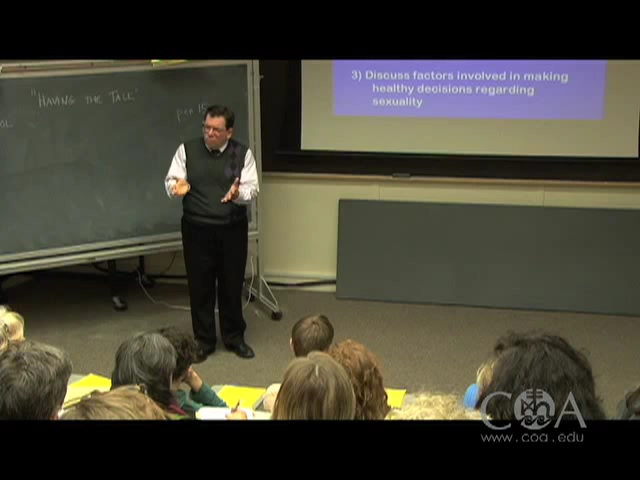 3) Discuss factors involved in making
healthy decisions regarding
sexuality
"HAVING THE TALK"
COA
www.coa.edu